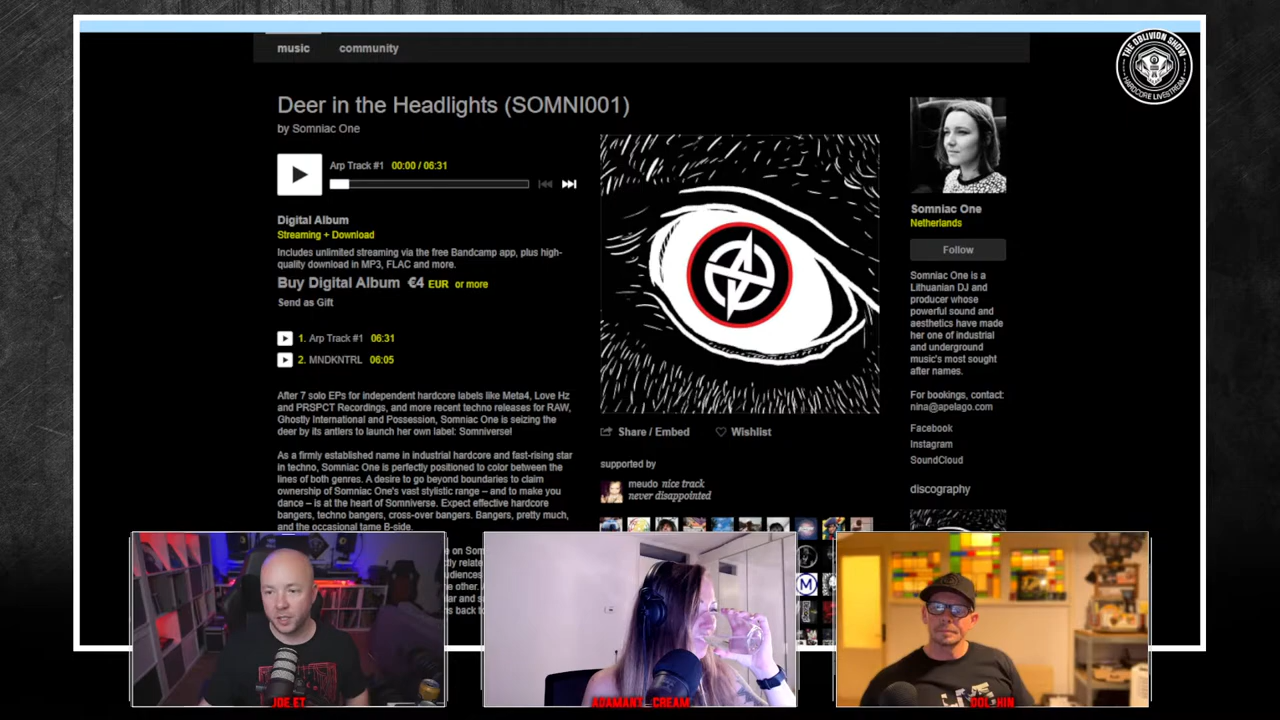 music community
THE OBLIVION SHOW
HARDCORE LIVESTREAM
Deer in the Headlights (SOMNI001)
by Somniac One
Arp Track #1 00:00 / 06:31
Digital Album
Streaming + Download
Includes unlimited streaming via the free Bandcamp app, plus high-
quality download in MP3, FLAC and more.
Buy Digital Album €4 EUR or more
Send as Gift
1. Arp Track #1 06:31
2. MNDKNTRL 06:05
After 7 solo EPs for independent hardcore labels like Meta4, Love Hz
and PRSPCT Recordings, and more recent techno releases for RAW,
Ghostly International and Possession, Somniac One is seizing the
deer by its antlers to launch her own label: Somniverse!
As a firmly established name in industrial hardcore and fast-rising star
in techno, Somniac One is perfectly positioned to color between the
lines of both genres. A desire to go beyond boundaries to claim
ownership of Somniac One's vast stylistic range – and to make you
dance – is at the heart of Somniverse. Expect effective hardcore
bangers, techno bangers, cross-over bangers. Bangers, pretty much,
and the occasional tame B-side.
Share / Embed Wishlist
supported by
meudo nice track
never disappointed
M
Somniac One
Netherlands
Follow
Somniac One is a
Lithuanian DJ and
producer whose
powerful sound and
aesthetics have made
her one of industrial
and underground
music's most sought
after names.
For bookings, contact:
nina@apelago.com
Facebook
Instagram
SoundCloud
discography
JOE ET
ADAMANT_CREAM
DOLPHIN